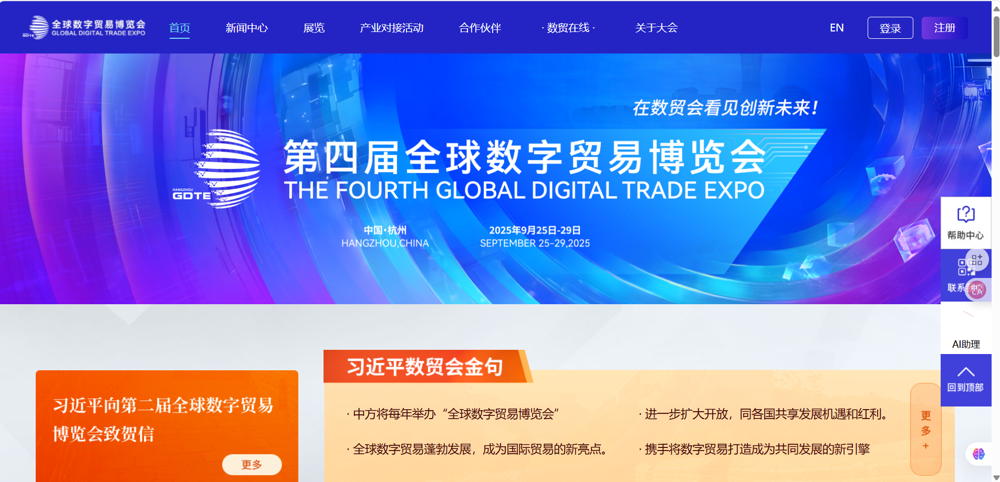 全球数字贸易博览会
GLOBAL DIGITAL TRADE EXPO
GDTE
首页
新闻中心
展览
产业对接活动
合作伙伴
· 数贸在线 ·
关于大会
EN
登录
注册
在数贸会看见创新未来!
第四届全球数字贸易博览会
THE FOURTH GLOBAL DIGITAL TRADE EXPO
HANGZHOU
GDTE
中国•杭州
HANGZHOU,CHINA
2025年9月25日-29日
SEPTEMBER 25-29,2025
帮助中心
联系
AI助理
回到顶部
习近平向第二届全球数字贸易
博览会致贺信
更多
习近平数贸会金句
· 中方将每年举办“全球数字贸易博览会”
· 进一步扩大开放，同各国共享发展机遇和红利。
· 全球数字贸易蓬勃发展，成为国际贸易的新亮点。
· 携手将数字贸易打造成为共同发展的新引擎
更
多
+